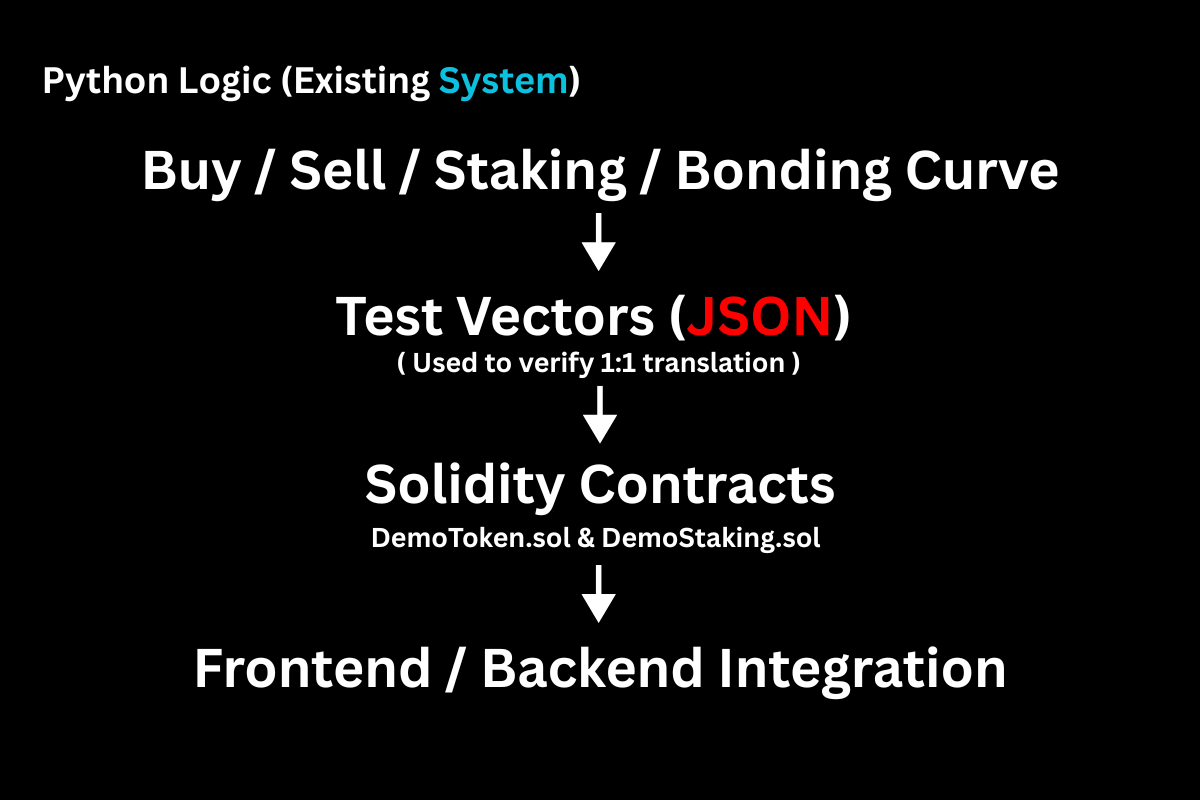 Python Logic (Existing System)
Buy / Sell / Staking / Bonding Curve
Test Vectors (JSON)
( Used to verify 1:1 translation )
Solidity Contracts
DemoToken.sol & DemoStaking.sol
Frontend / Backend Integration